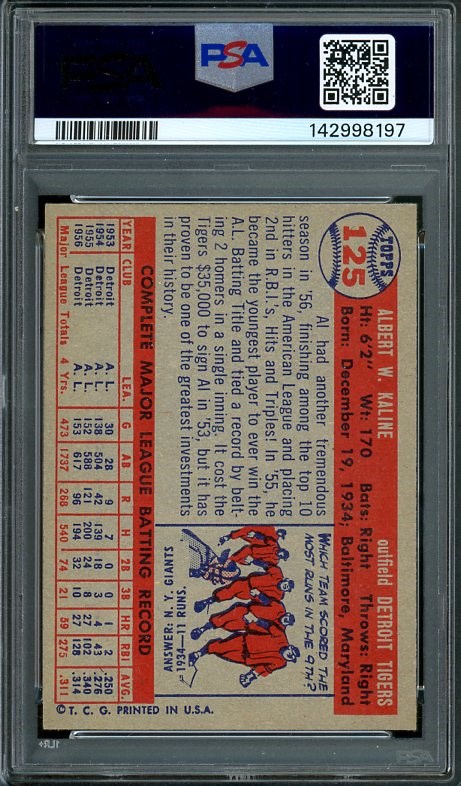 PSA
142998197
TOPPS
125
ALBERT W. KALINE outfield DETROIT TIGERS
Ht: 6'2" Wt: 170 Bats: Right Throws: Right
Born: December 19, 1934; Baltimore, Maryland
Al had another tremendous
season in '56, finishing among the top 10
hitters in the American League and placing
2nd in R.B.I.'s, Hits and Triples! In '55, he
became the youngest player to ever win the
A.L. Batting Title and tied a record by belt-
ing 2 homers in a single inning. It cost the
Tigers $35,000 to sign Al in '53, but it has
proven to be one of the greatest investments
in their history.
WHICH TEAM SCORED THE
MOST RUNS IN THE 9TH?
ANSWER: N.Y. GIANTS
1934-11 RUNS.
COMPLETE MAJOR LEAGUE BATTING RECORD
YEAR CLUB LEA. G AB R H 2B 3B HR RBI AVG.
1953 Detroit A. L. 30 28 9 7 0 0 1 2 .250
1954 Detroit A. L. 138 504 42 139 18 3 4 43 .276
1955 Detroit A. L. 152 588 121 200 24 8 27 102 .340
1956 Detroit A. L. 153 617 96 194 32 10 27 128 .314
Major League Totals 4 Yrs. 473 1737 268 540 74 21 59 275 .311
© T. C. G. PRINTED IN U.S.A.
PSA